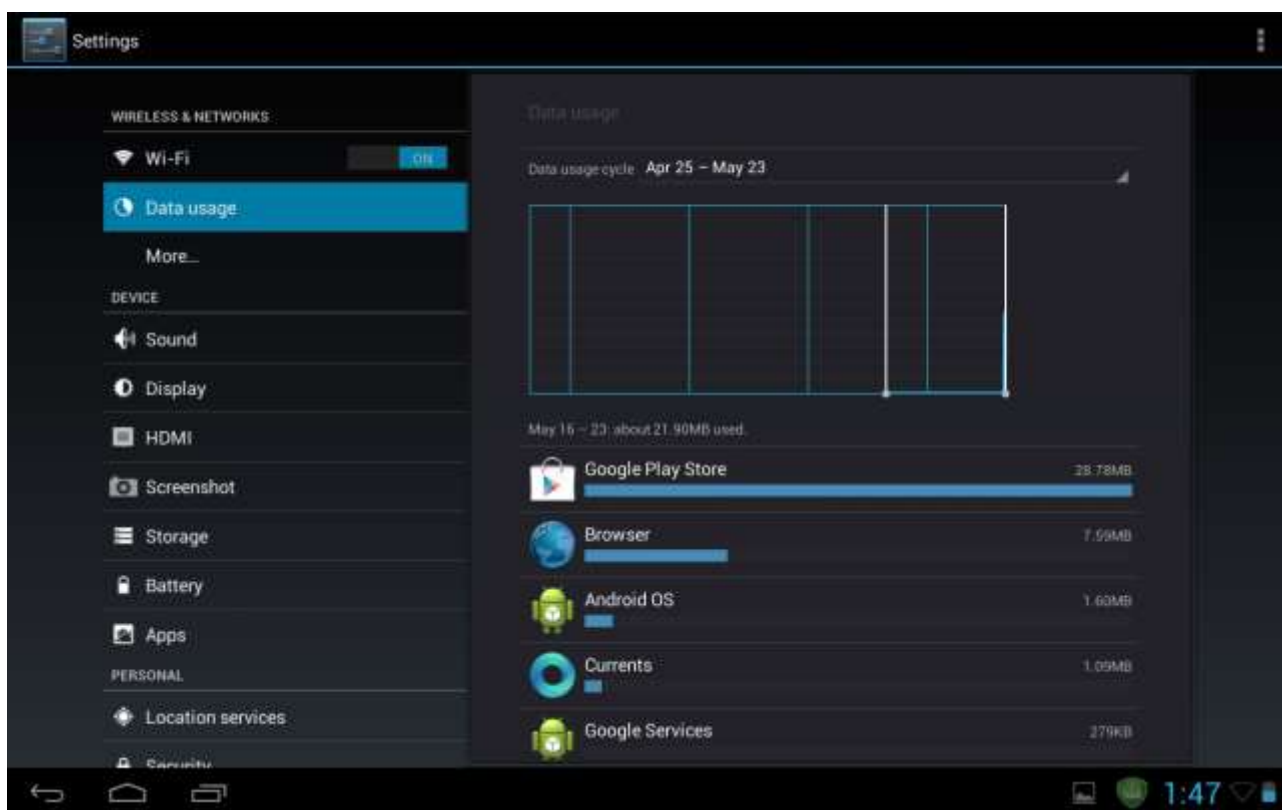 Settings
WIRELESS & NETWORKS
Wi-Fi ON
Data usage
More...
DEVICE
Sound
Display
HDMI
Screenshot
Storage
Battery
Apps
PERSONAL
Location services
Security
Data usage
Data usage cycle Apr 25 – May 23
May 16 – 23: about 21.90MB used.
Google Play Store 28.78MB
Browser 7.59MB
Android OS 1.60MB
Currents 1.09MB
Google Services 279KB
1:47